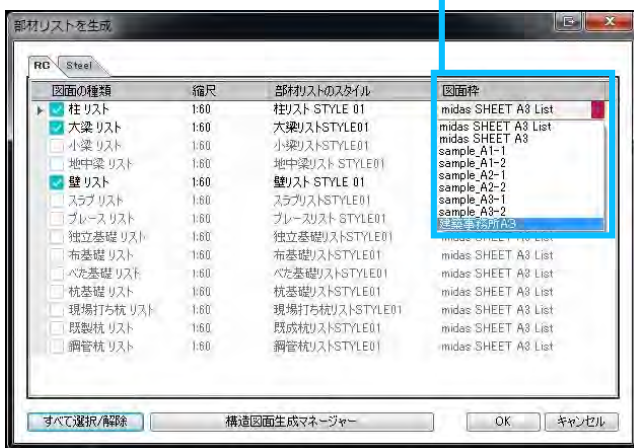 部材リストを生成
RC Steel
図面の種類 縮尺 部材リストのスタイル 図面枠
柱 リスト 1:60 柱リスト STYLE 01 midas SHEET A3 List
大梁 リスト 1:60 大梁リストSTYLE01 midas SHEET A3 List
midas SHEET A3
小梁 リスト 1:60 小梁リストSTYLE01 sample_A1-1
地中梁 リスト 1:60 地中梁リスト STYLE01 sample_A1-2
sample_A2-1
壁 リスト 1:60 壁リスト STYLE 01 sample_A2-2
スラブ リスト 1:60 スラブリストSTYLE01 sample_A3-1
sample_A3-2
ブレース リスト 1:60 ブレースリスト STYLE01 建築事務所A3
独立基礎 リスト 1:60 独立基礎リストSTYLE01 midas SHEET A3 List
布基礎 リスト 1:60 布基礎リストSTYLE01 midas SHEET A3 List
べた基礎 リスト 1:60 べた基礎リストSTYLE01 midas SHEET A3 List
杭基礎 リスト 1:60 杭基礎リストSTYLE01 midas SHEET A3 List
現場打ち杭 リスト 1:60 現場打ち杭リストSTYLE01 midas SHEET A3 List
既製杭 リスト 1:60 既成杭リストSTYLE01 midas SHEET A3 List
鋼管杭 リスト 1:60 鋼管杭リストSTYLE01 midas SHEET A3 List
すべて選択/解除 構造図面生成マネージャー OK キャンセル